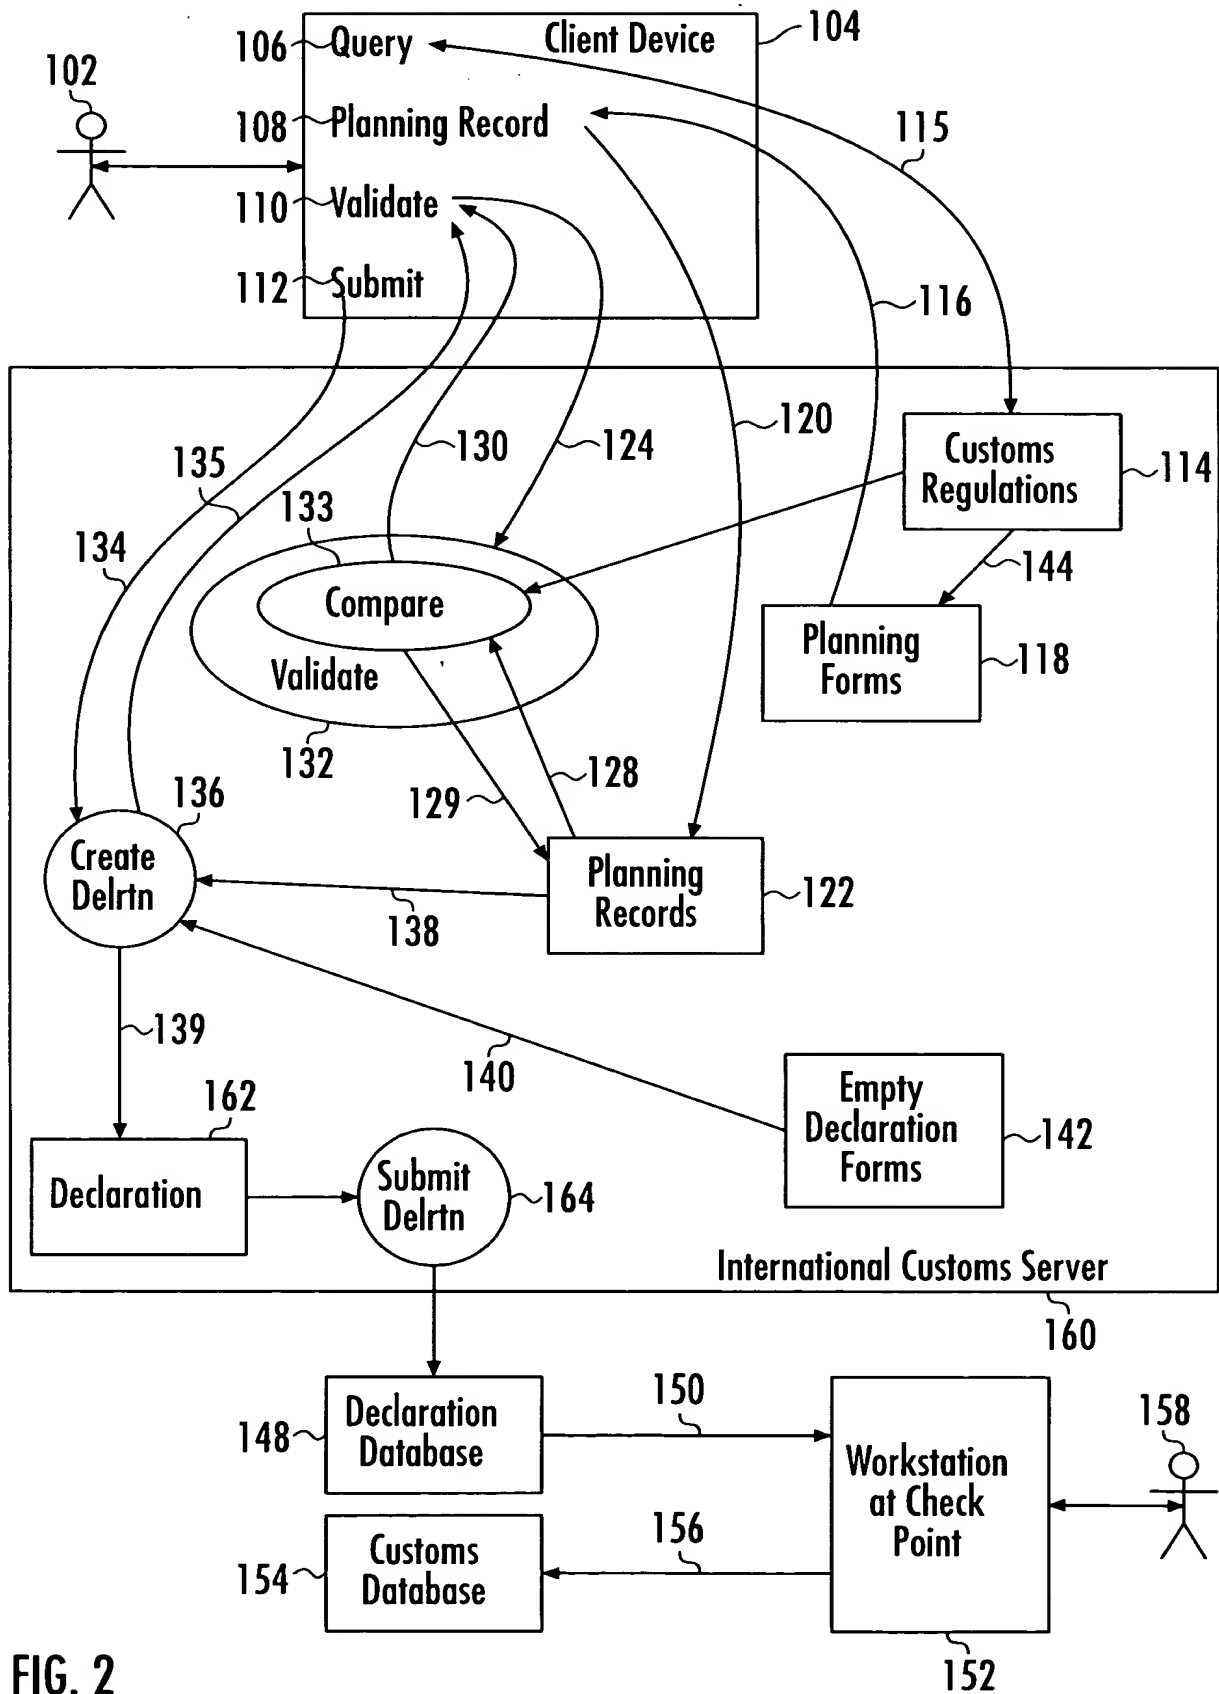 106 Query Client Device 104
102
108 Planning Record
115
110 Validate
112 Submit
116
120
130 124
135
Customs
Regulations
114
133
134
144
Compare
Planning
Forms
118
Validate
132
128
129
136
Create
Delrtn
Planning
Records
122
138
139
140
Empty
Declaration
Forms
142
162
Declaration
Submit
Delrtn
164
International Customs Server
160
150
158
148
Declaration
Database
Workstation
at Check
Point
156
154
Customs
Database
152
FIG. 2